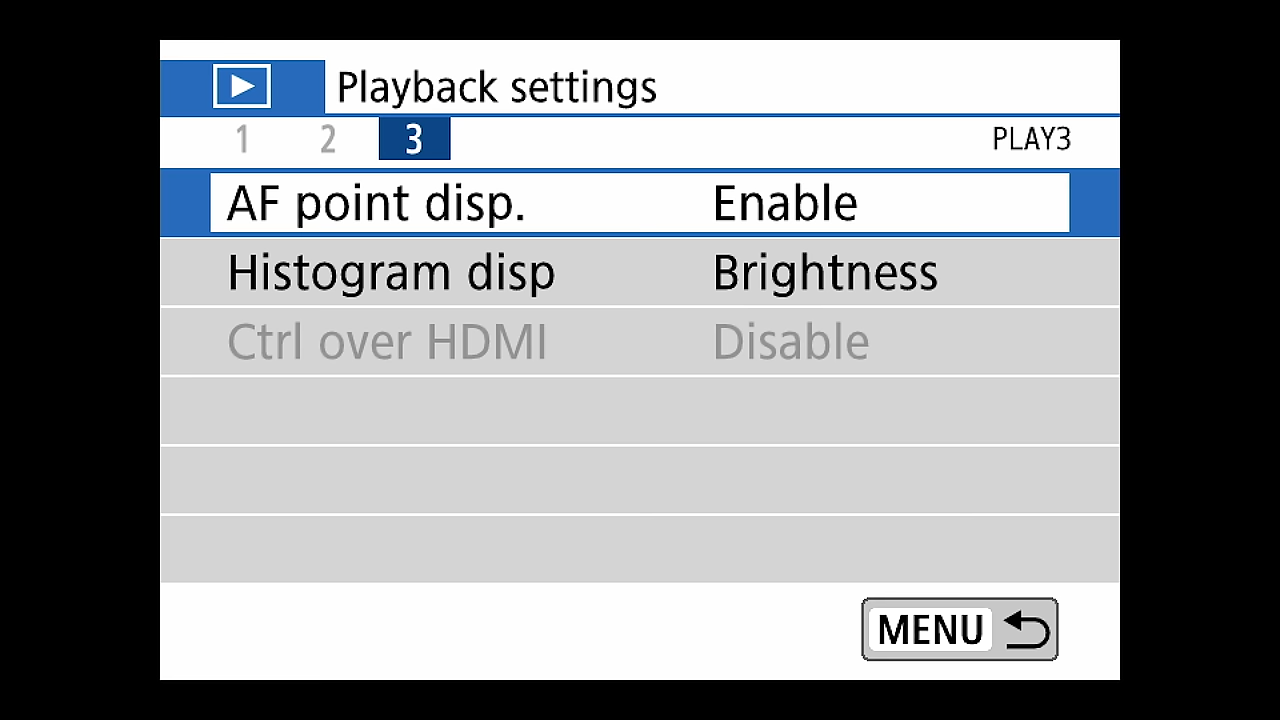 Playback settings
1 2 3 PLAY3
AF point disp. Enable
Histogram disp Brightness
Ctrl over HDMI Disable
MENU